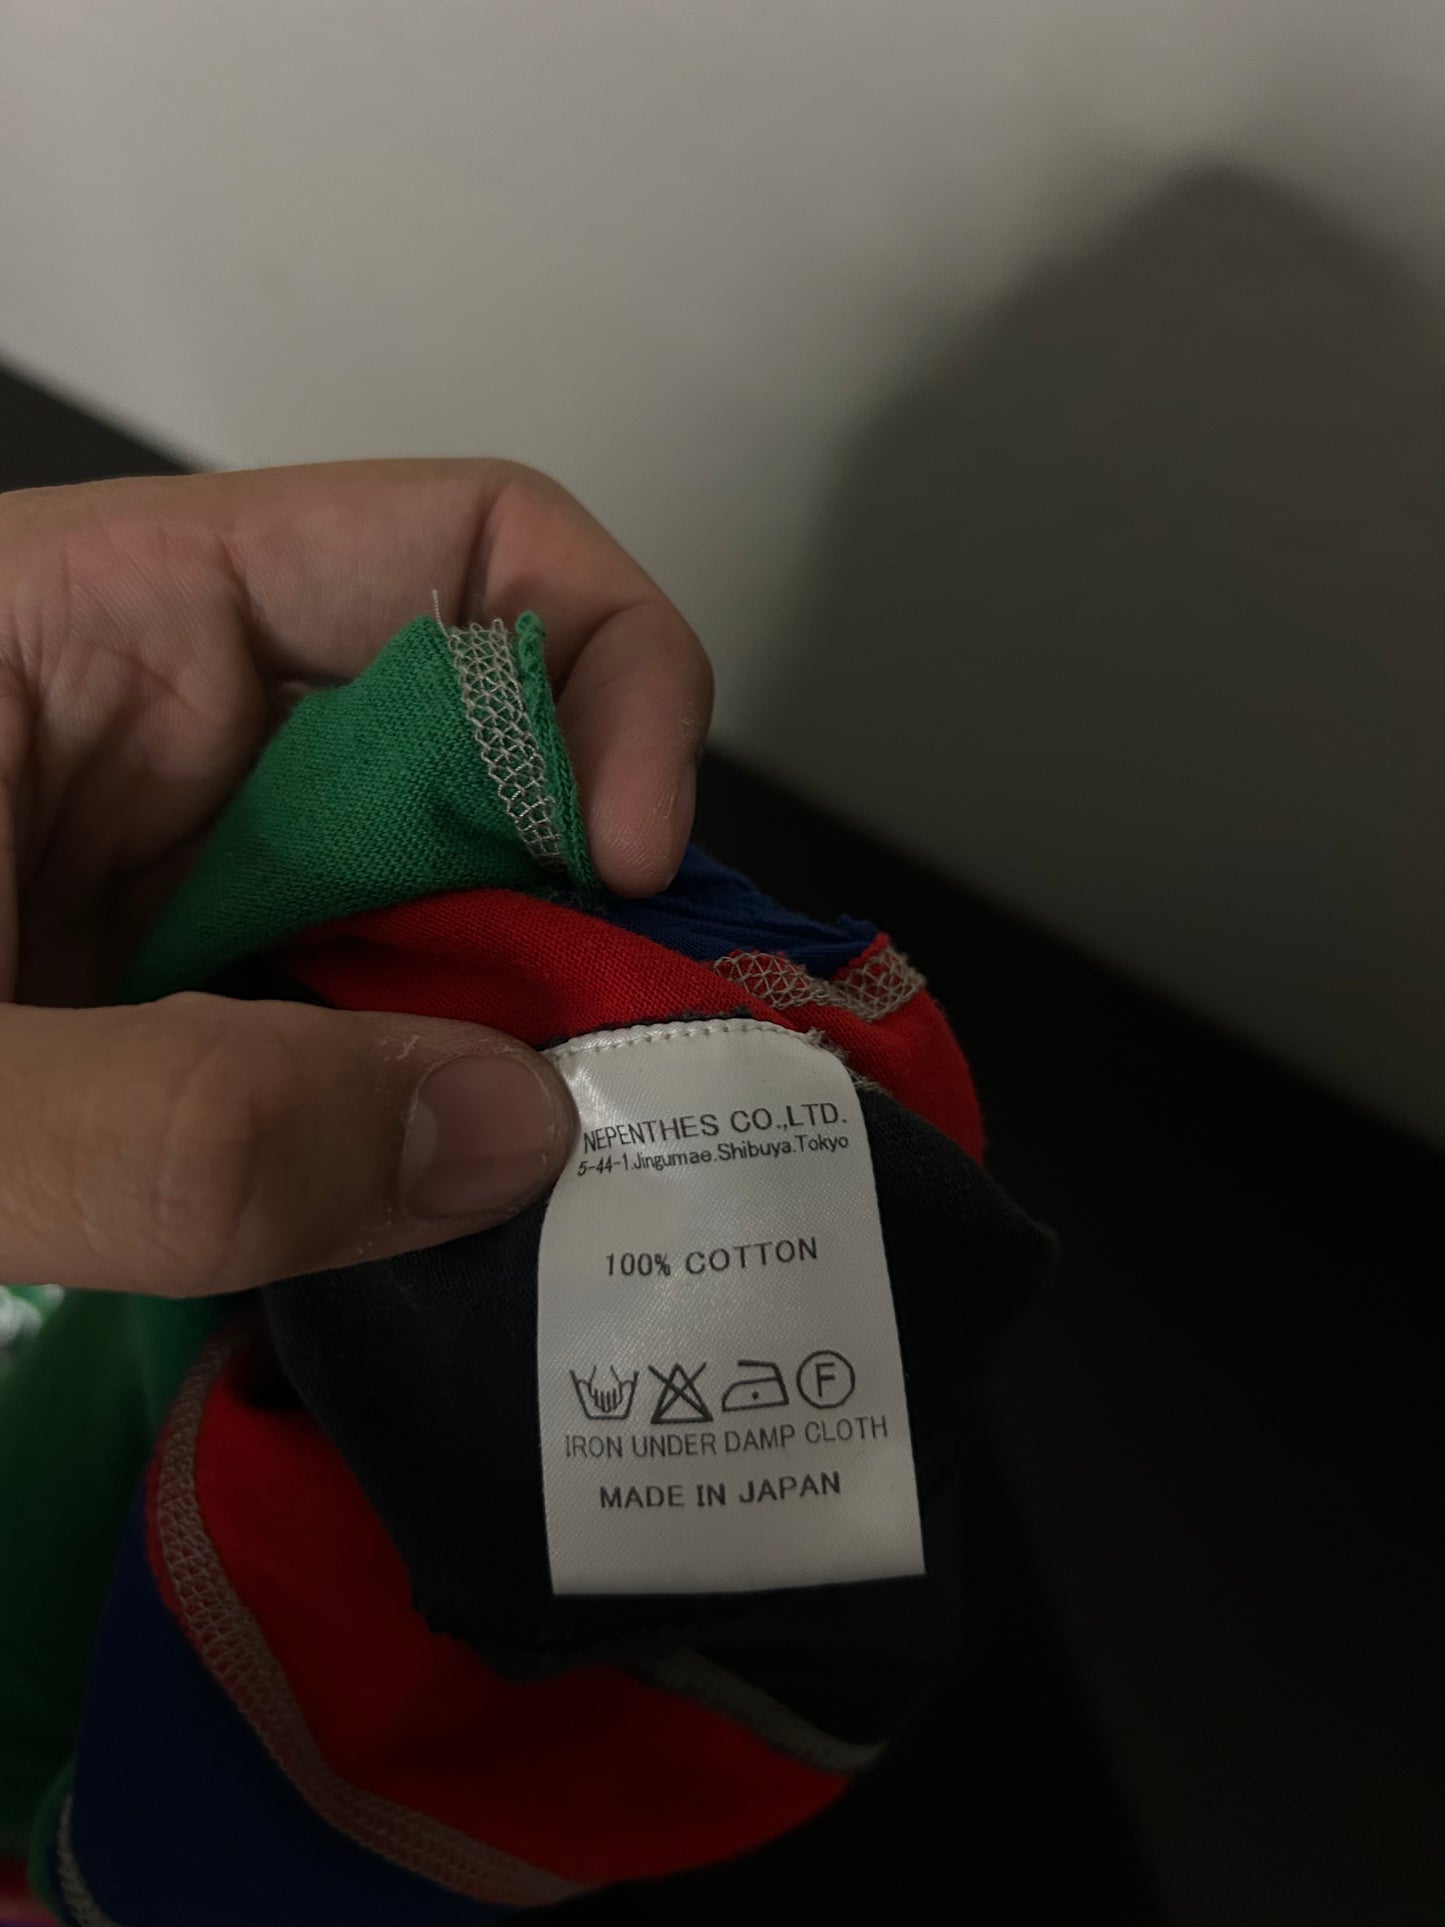 NEPENTHES CO.,LTD.
5-44-1.Jingumae.Shibuya.Tokyo
100% COTTON
F
IRON UNDER DAMP CLOTH
MADE IN JAPAN